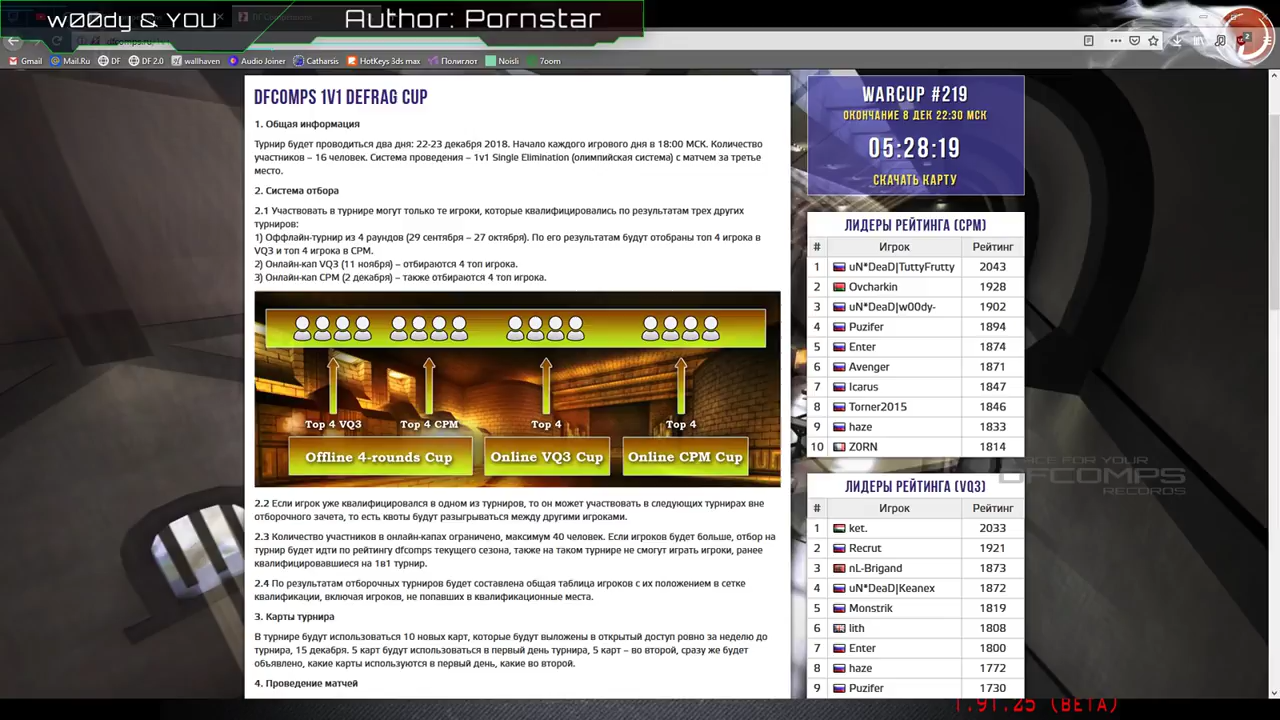 w00dy & YOU
Author: Pornstar
Gmail
Mail.Ru
DF
DF 2.0
wallhaven
Audio Joiner
Catharsis
HotKeys 3ds max
Полиглот
Noisli
7oom
DFCOMPS 1V1 DEFRAG CUP
1. Общая информация
Турнир будет проводиться два дня: 22-23 декабря 2018. Начало каждого игрового дня в 18:00 МСК. Количество
участников – 16 человек. Система проведения – 1v1 Single Elimination (олимпийская система) с матчем за третье
место.
2. Система отбора
2.1 Участвовать в турнире могут только те игроки, которые квалифицировались по результатам трех других
турниров:
1) Оффлайн-турнир из 4 раундов (29 сентября – 27 октября). По его результатам будут отобраны топ 4 игрока в
VQ3 и топ 4 игрока в CPM.
2) Онлайн-кап VQ3 (11 ноября) – отбираются 4 топ игрока.
3) Онлайн-кап CPM (2 декабря) – также отбираются 4 топ игрока.
Top 4 VQ3
Top 4 CPM
Top 4
Top 4
Offline 4-rounds Cup
Online VQ3 Cup
Online CPM Cup
2.2 Если игрок уже квалифицировался в одном из турниров, то он может участвовать в следующих турнирах вне
отборочного зачета, то есть квоты будут разыгрываться между другими игроками.
2.3 Количество участников в онлайн-капах ограничено, максимум 40 человек. Если игроков будет больше, отбор на
турнир будет идти по рейтингу dfcomps текущего сезона, также на таком турнире не смогут играть игроки, ранее
квалифицировавшиеся на 1в1 турнир.
2.4 По результатам отборочных турниров будет составлена общая таблица игроков с их положением в сетке
квалификации, включая игроков, не попавших в квалификационные места.
3. Карты турнира
В турнире будут использоваться 10 новых карт, которые будут выложены в открытый доступ ровно за неделю до
турнира, 15 декабря. 5 карт будут использоваться в первый день турнира, 5 карт – во второй, сразу же будет
объявлено, какие карты используются в первый день, какие во второй.
4. Проведение матчей
WARCUP #219
ОКОНЧАНИЕ 8 ДЕК 22:30 МСК
05:28:19
СКАЧАТЬ КАРТУ
ЛИДЕРЫ РЕЙТИНГА (CPM)
# Игрок Рейтинг
1 uN*DeaD|TuttyFrutty 2043
2 Ovcharkin 1928
3 uN*DeaD|w00dy- 1902
4 Puzifer 1894
5 Enter 1874
6 Avenger 1871
7 Icarus 1847
8 Torner2015 1846
9 haze 1833
10 Z0RN 1814
DFCOMPS
RECORDS
ЛИДЕРЫ РЕЙТИНГА (VQ3)
# Игрок Рейтинг
1 ket. 2033
2 Recrut 1921
3 nL-Brigand 1873
4 uN*DeaD|Keanex 1872
5 Monstrik 1819
6 lith 1808
7 Enter 1800
8 haze 1772
9 Puzifer 1730
1.91.25 (BETA)